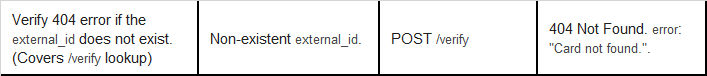 Verify 404 error if the
external_id does not exist.
(Covers /verify lookup)
Non-existent external_id.
POST /verify
404 Not Found. error:
"Card not found.".